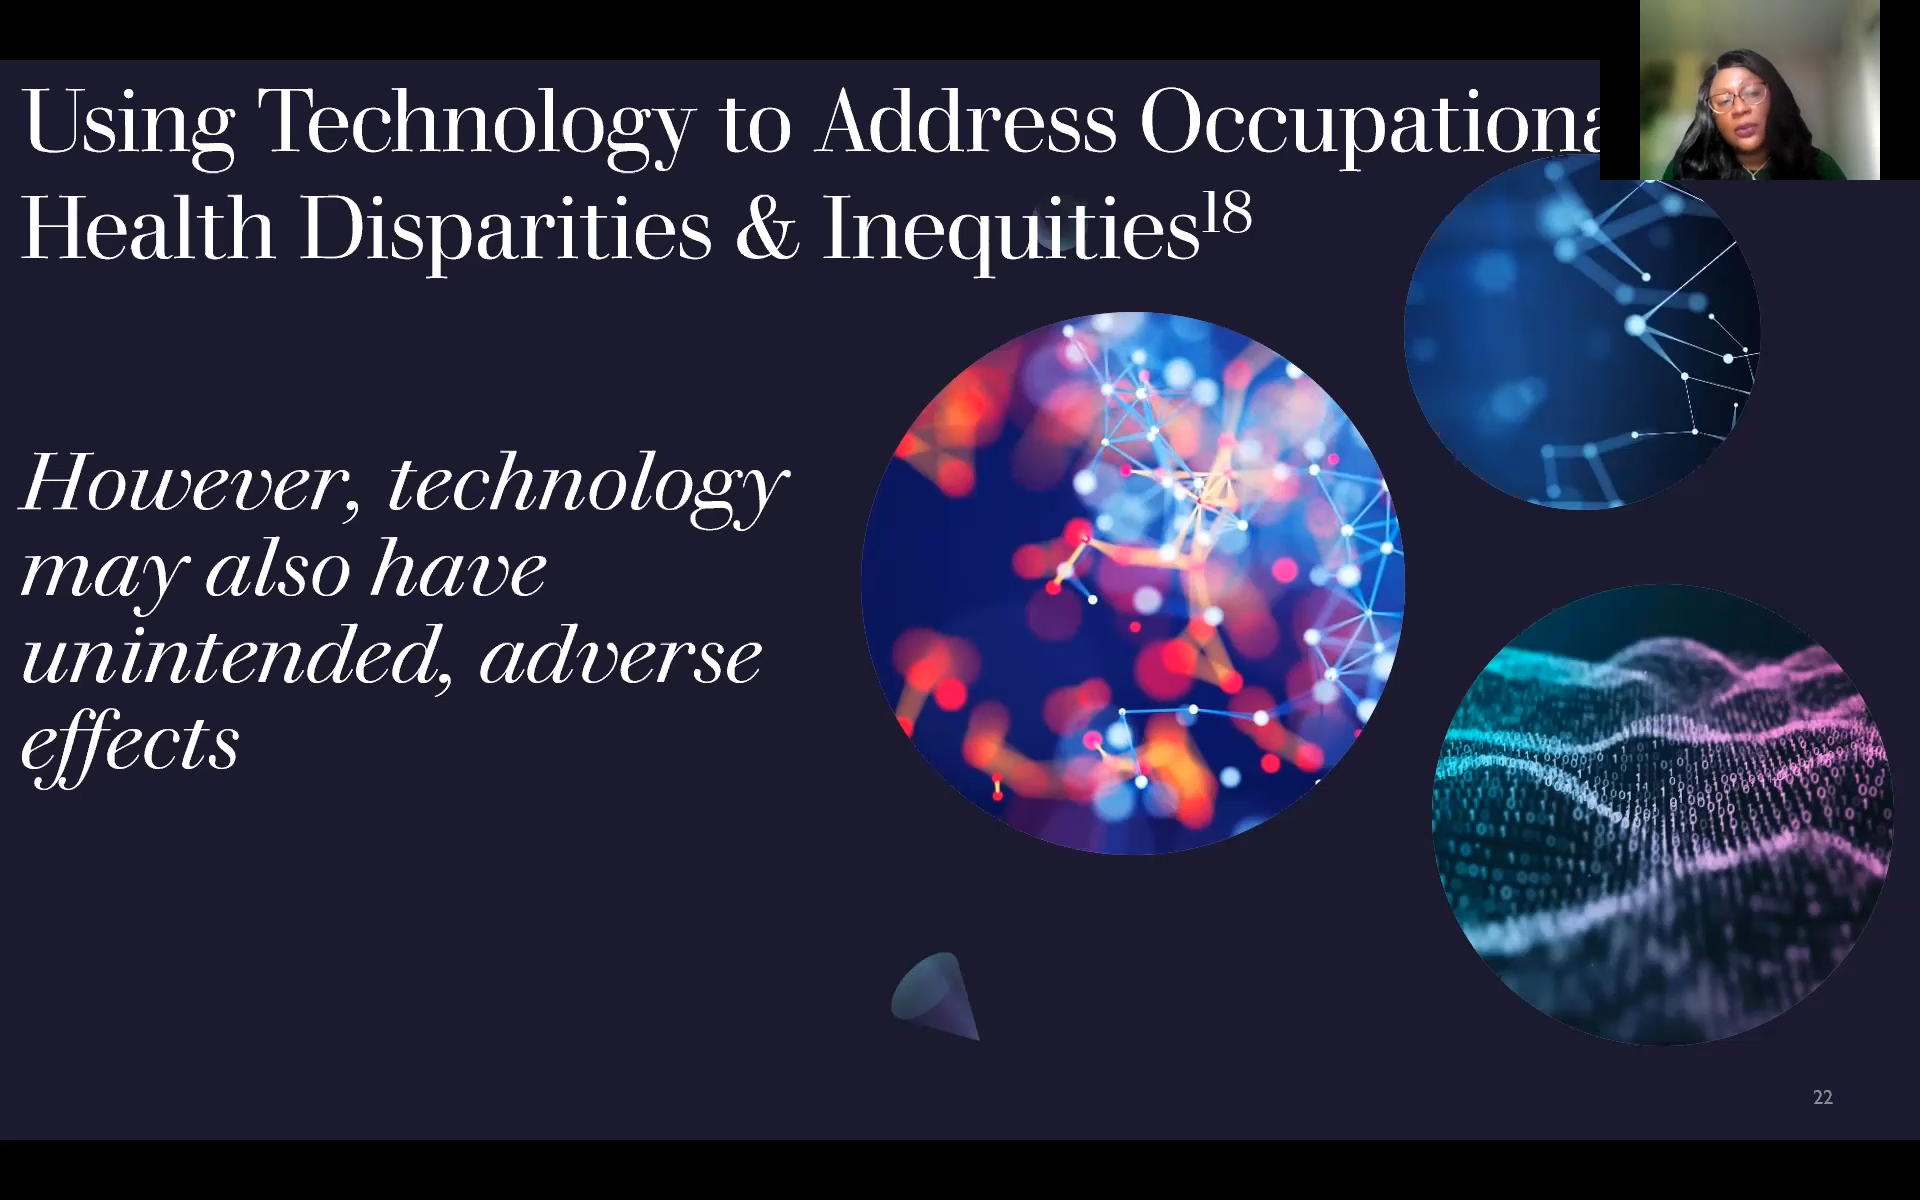 Using Technology to Address Occupationa
Health Disparities & Inequities18
However, technology
may also have
unintended, adverse
effects
22